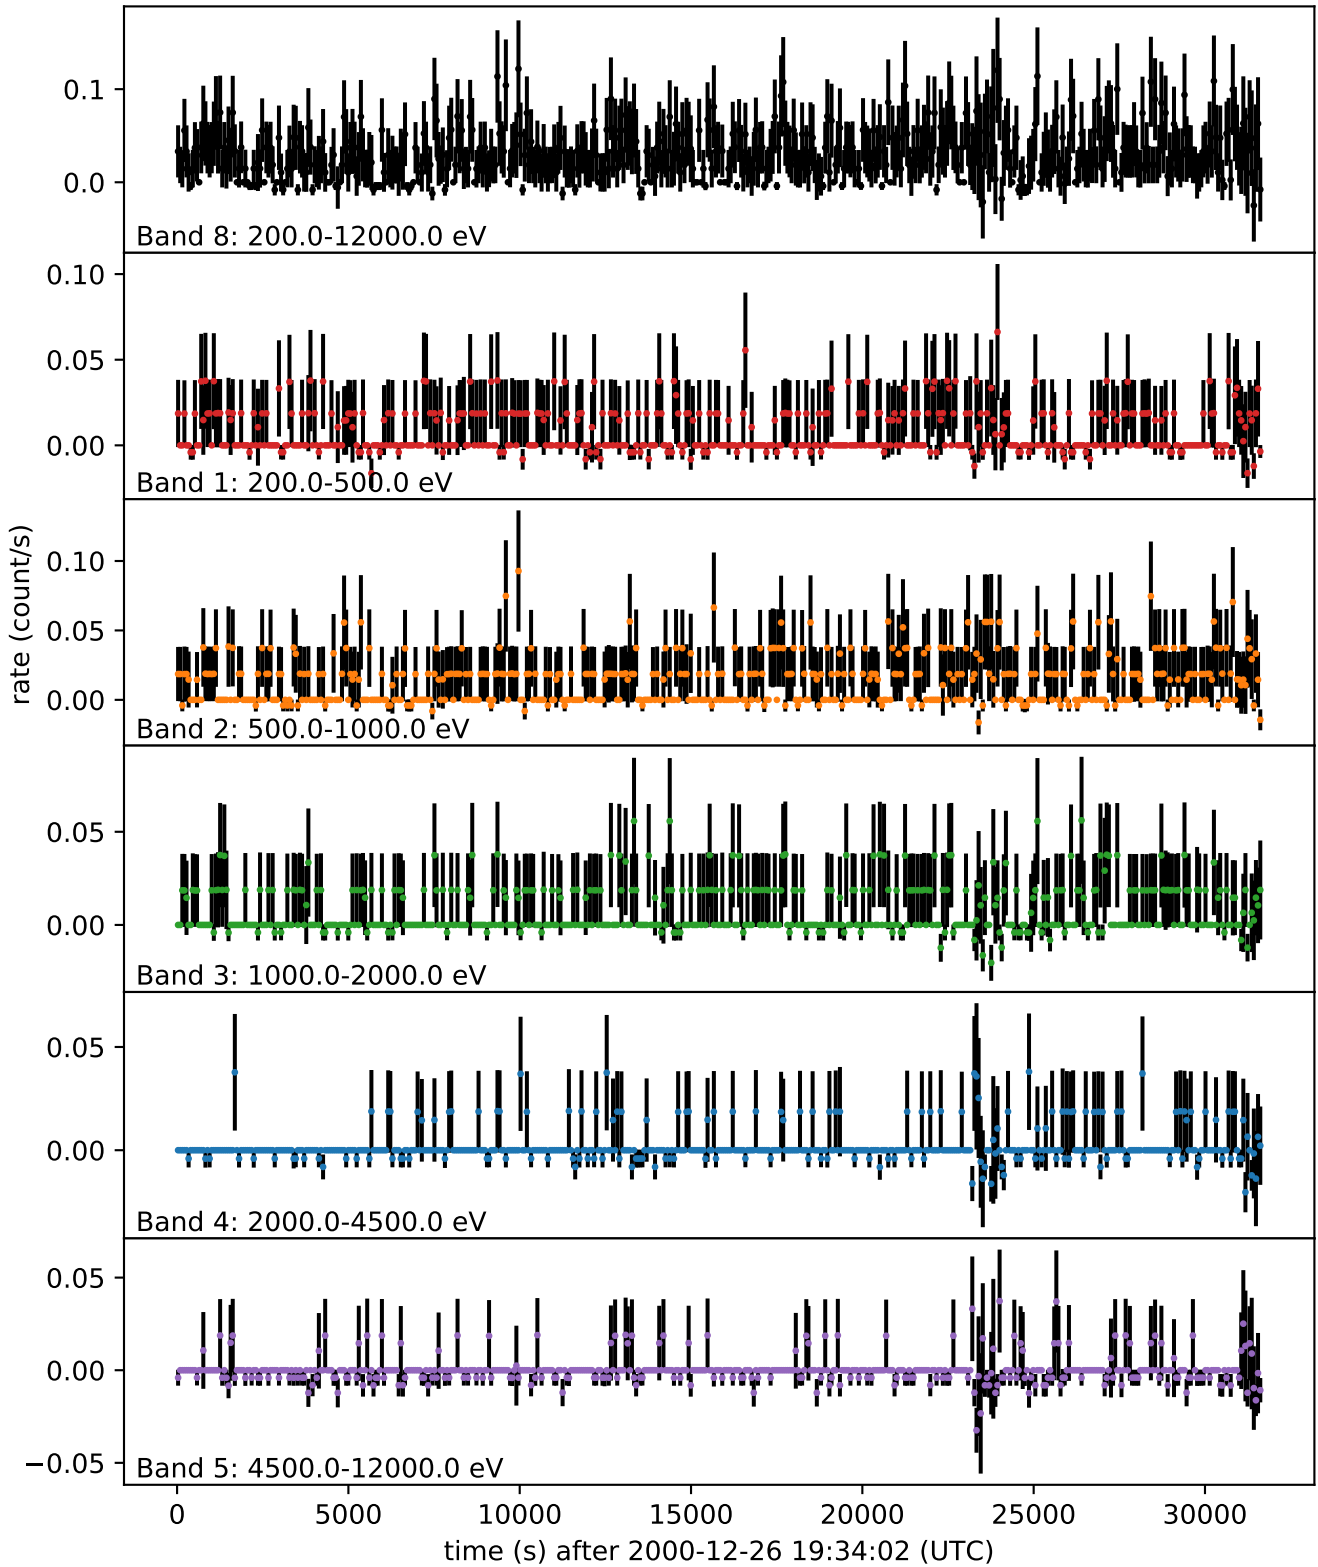 0.1
0.0
Band 8: 200.0-12000.0 eV
0.10
0.05
0.00
Band 1: 200.0-500.0 eV
0.10
0.05
0.00
Band 2: 500.0-1000.0 eV
rate (count/s)
0.05
0.00
Band 3: 1000.0-2000.0 eV
0.05
0.00
Band 4: 2000.0-4500.0 eV
0.05
0.00
−0.05
Band 5: 4500.0-12000.0 eV
0 5000 10000 15000 20000 25000 30000
time (s) after 2000-12-26 19:34:02 (UTC)